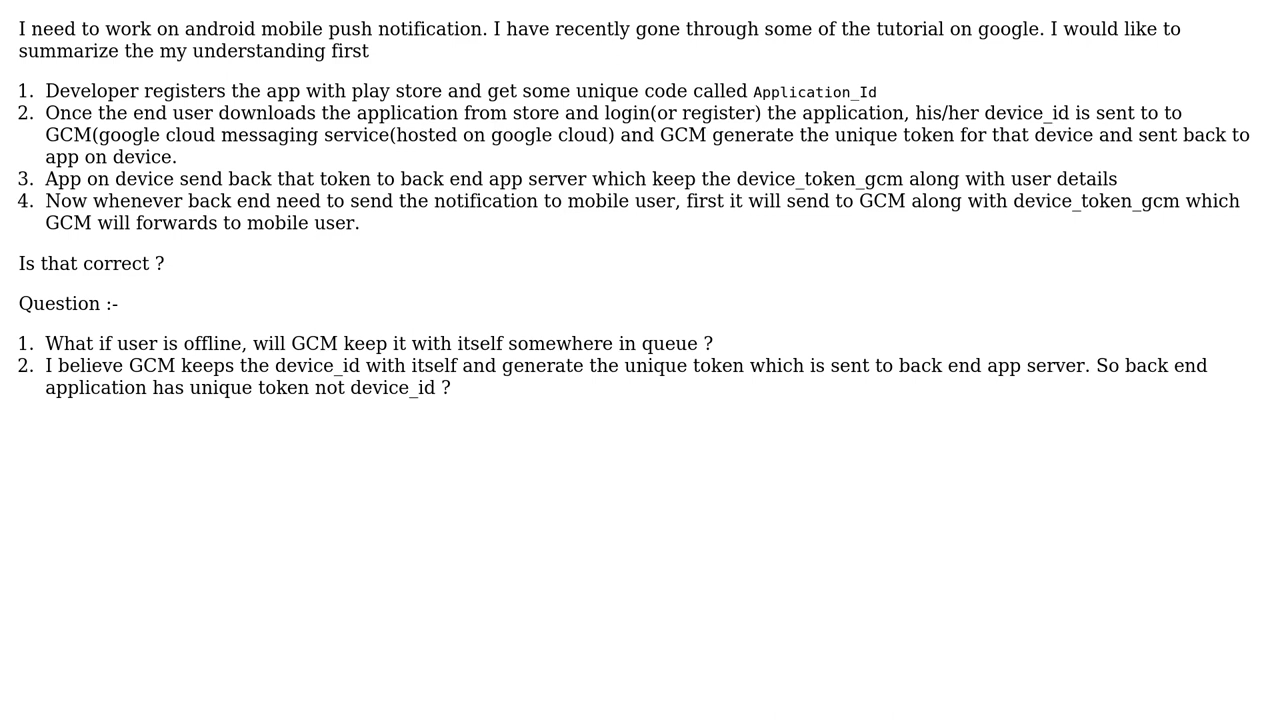 I need to work on android mobile push notification. I have recently gone through some of the tutorial on google. I would like to
summarize the my understanding first
1. Developer registers the app with play store and get some unique code called Application_Id
2. Once the end user downloads the application from store and login(or register) the application, his/her device_id is sent to to
GCM(google cloud messaging service(hosted on google cloud) and GCM generate the unique token for that device and sent back to
app on device.
3. App on device send back that token to back end app server which keep the device_token_gcm along with user details
4. Now whenever back end need to send the notification to mobile user, first it will send to GCM along with device_token_gcm which
GCM will forwards to mobile user.
Is that correct ?
Question :-
1. What if user is offline, will GCM keep it with itself somewhere in queue ?
2. I believe GCM keeps the device_id with itself and generate the unique token which is sent to back end app server. So back end
application has unique token not device_id ?